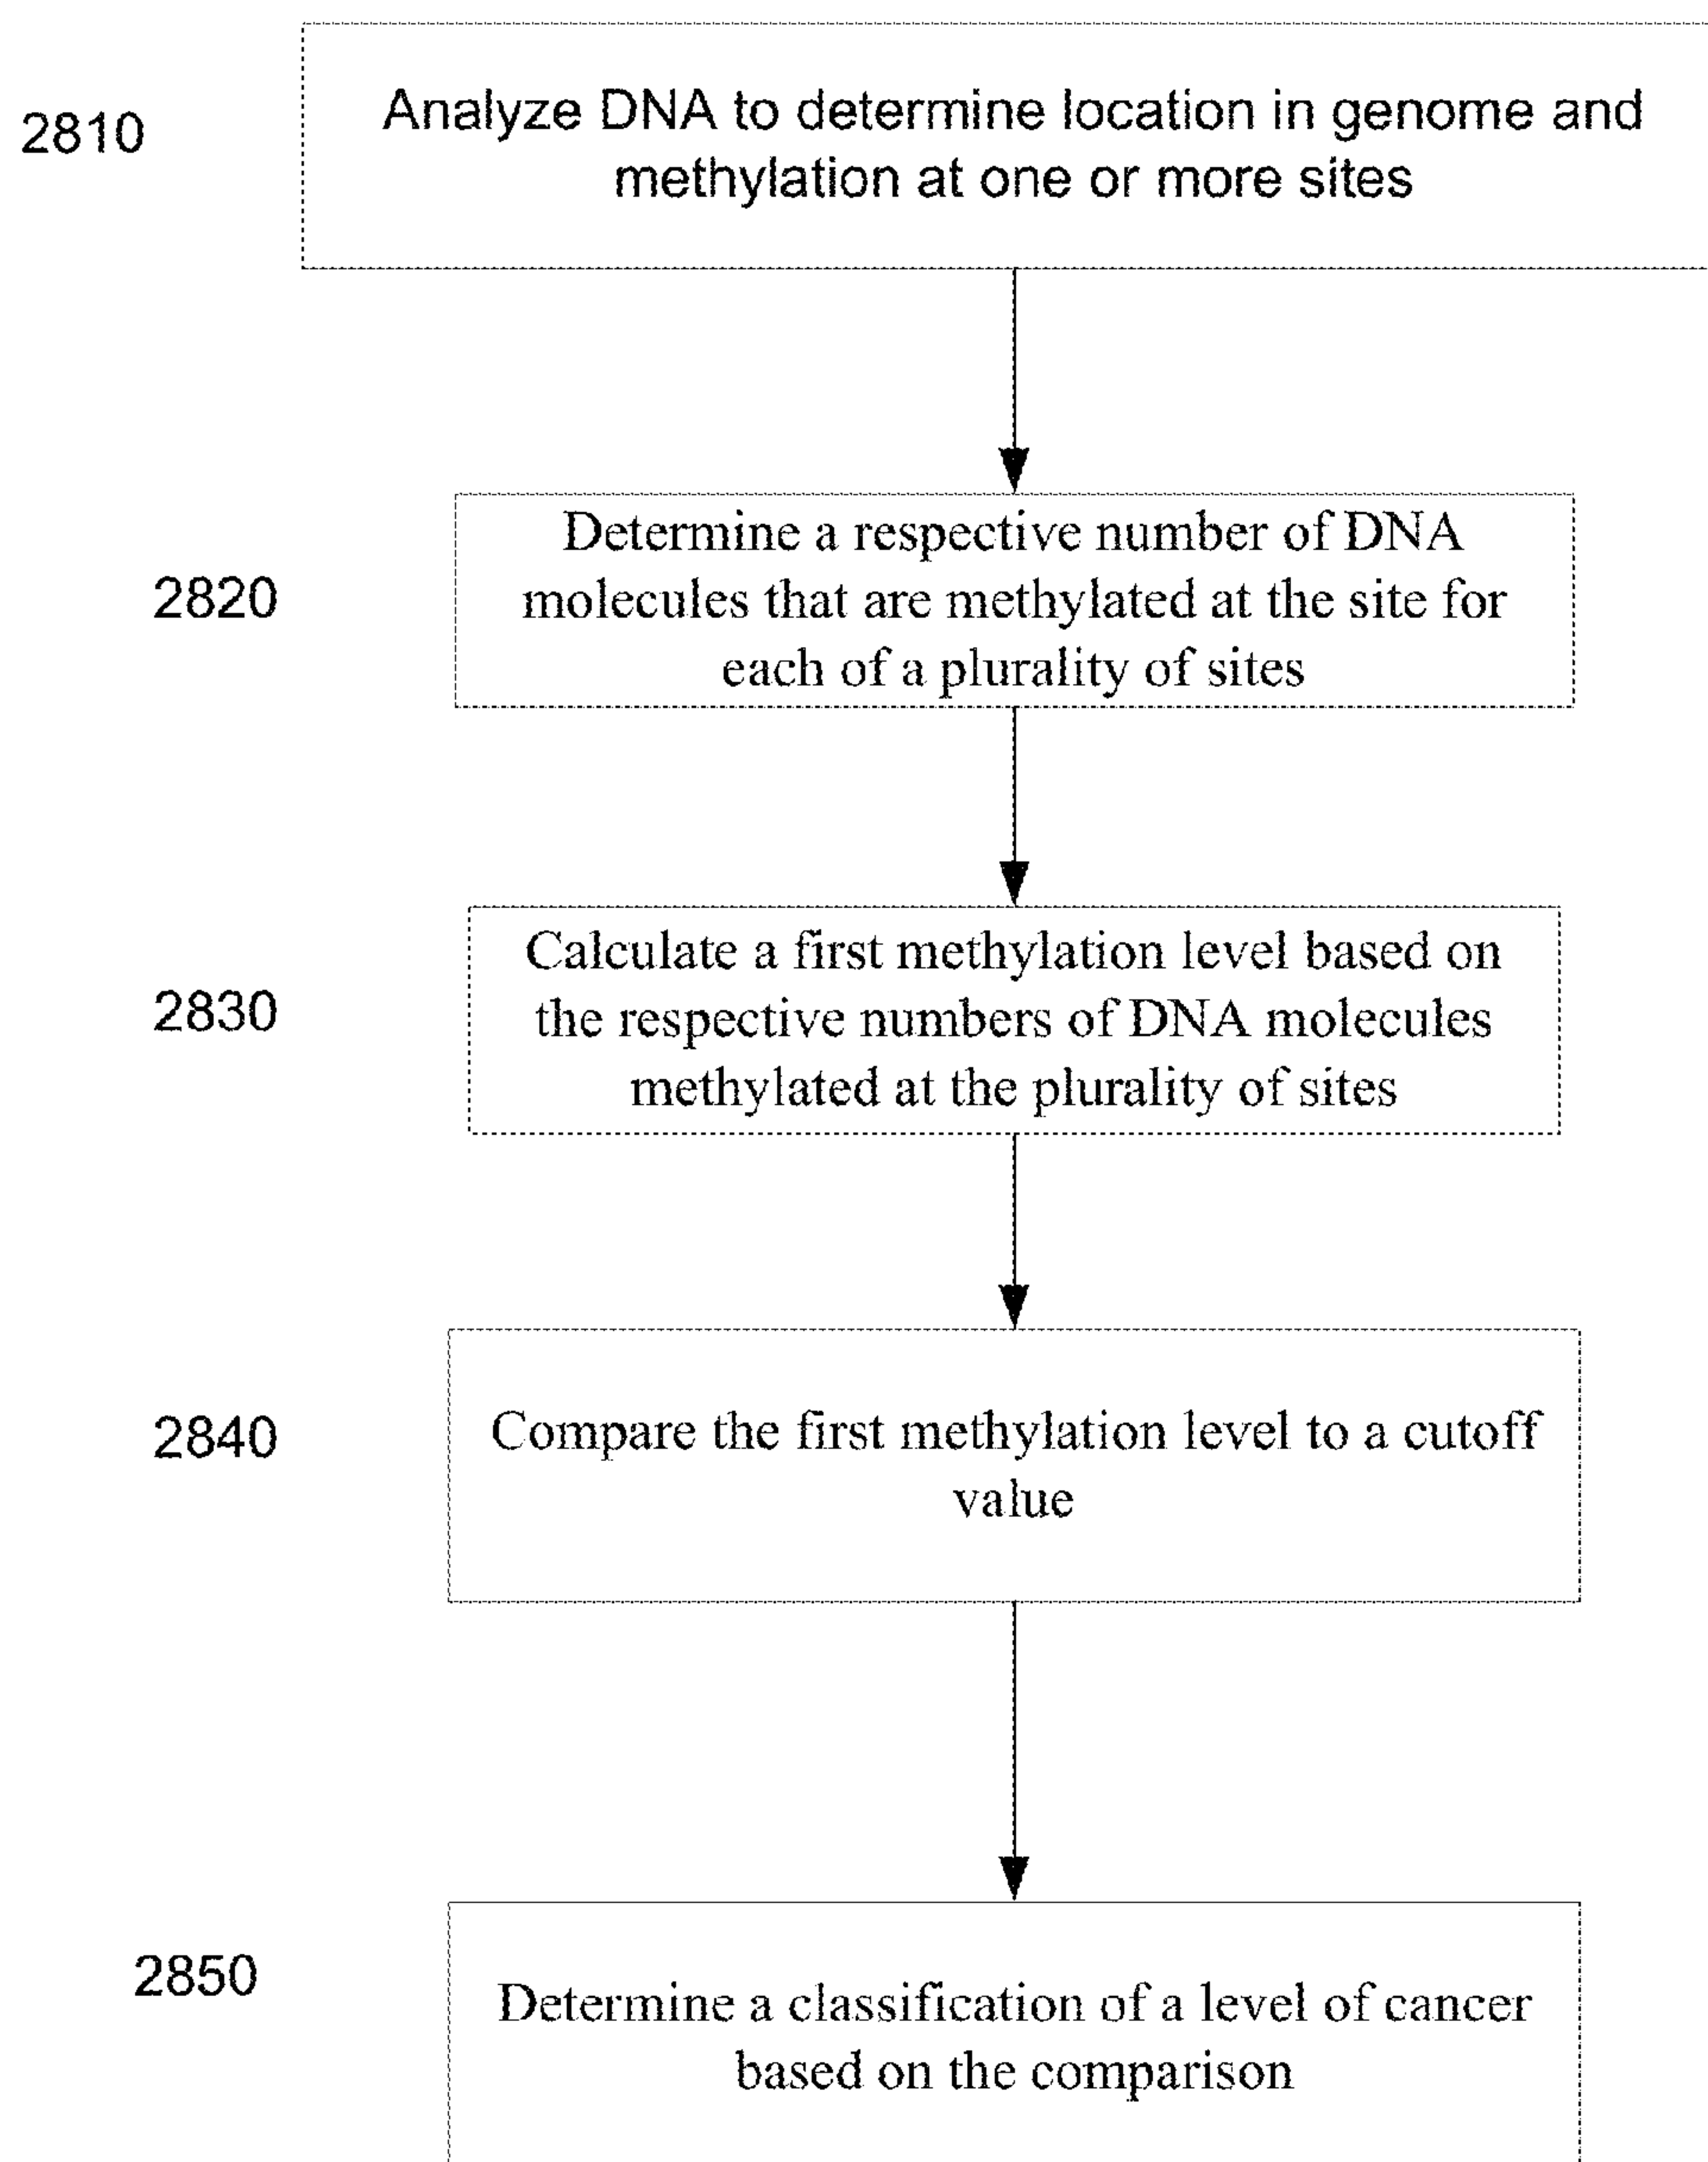 2810
Analyze DNA to determine location in genome and
methylation at one or more sites
2820
Determine a respective number of DNA
molecules that are methylated at the site for
each of a plurality of sites
2830
Calculate a first methylation level based on
the respective numbers of DNA molecules
methylated at the plurality of sites
2840
Compare the first methylation level to a cutoff
value
2850
Determine a classification of a level of cancer
based on the comparison